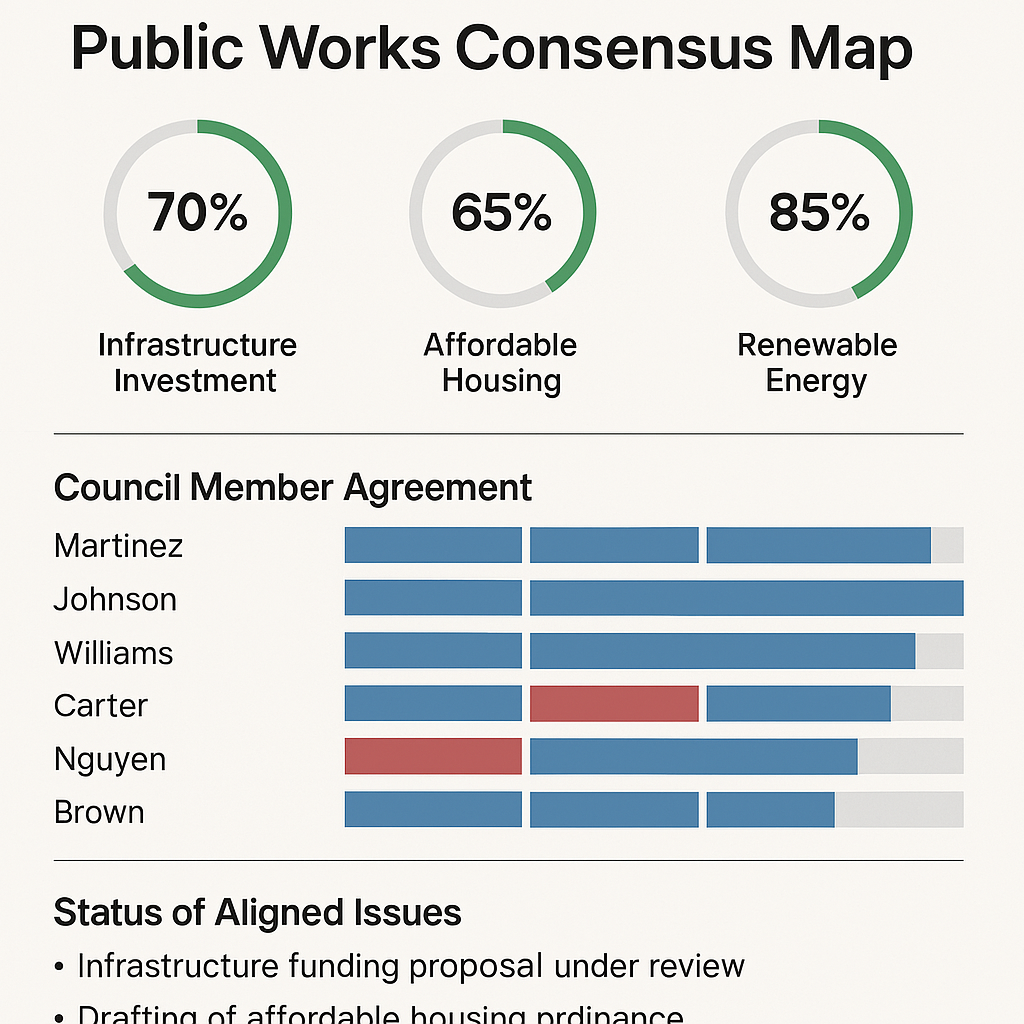 Public Works Consensus Map
70%
65%
85%
Infrastructure
Investment
Affordable
Housing
Renewable
Energy
Council Member Agreement
Martinez
Johnson
Williams
Carter
Nguyen
Brown
Status of Aligned Issues
• Infrastructure funding proposal under review
• Drafting of affordable housing prdinance